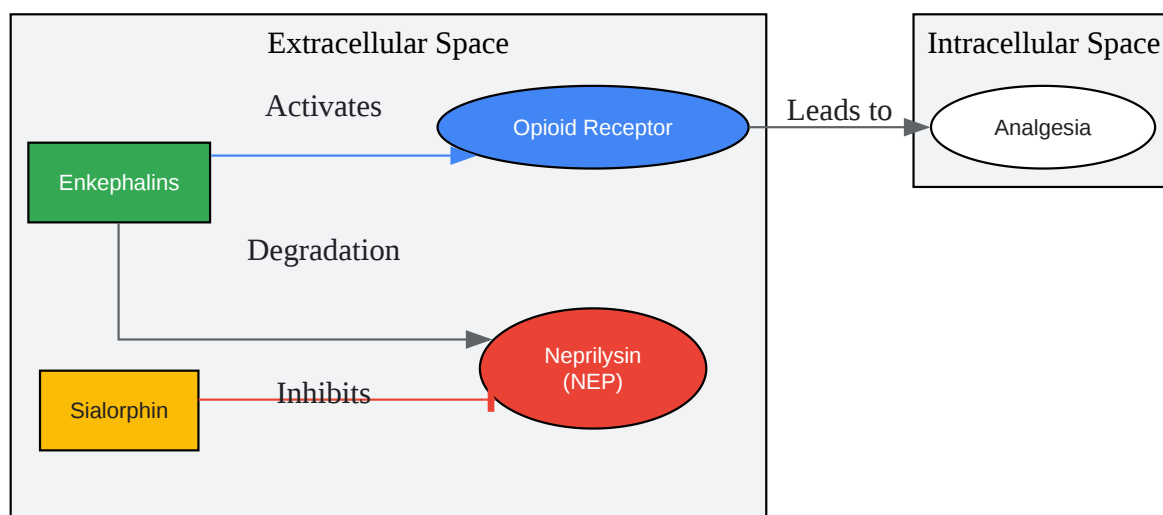 Extracellular Space
Intracellular Space
Activates
Opioid Receptor
Leads to
Analgesia
Enkephalins
Degradation
Neprilysin
(NEP)
Sialorphin
Inhibits